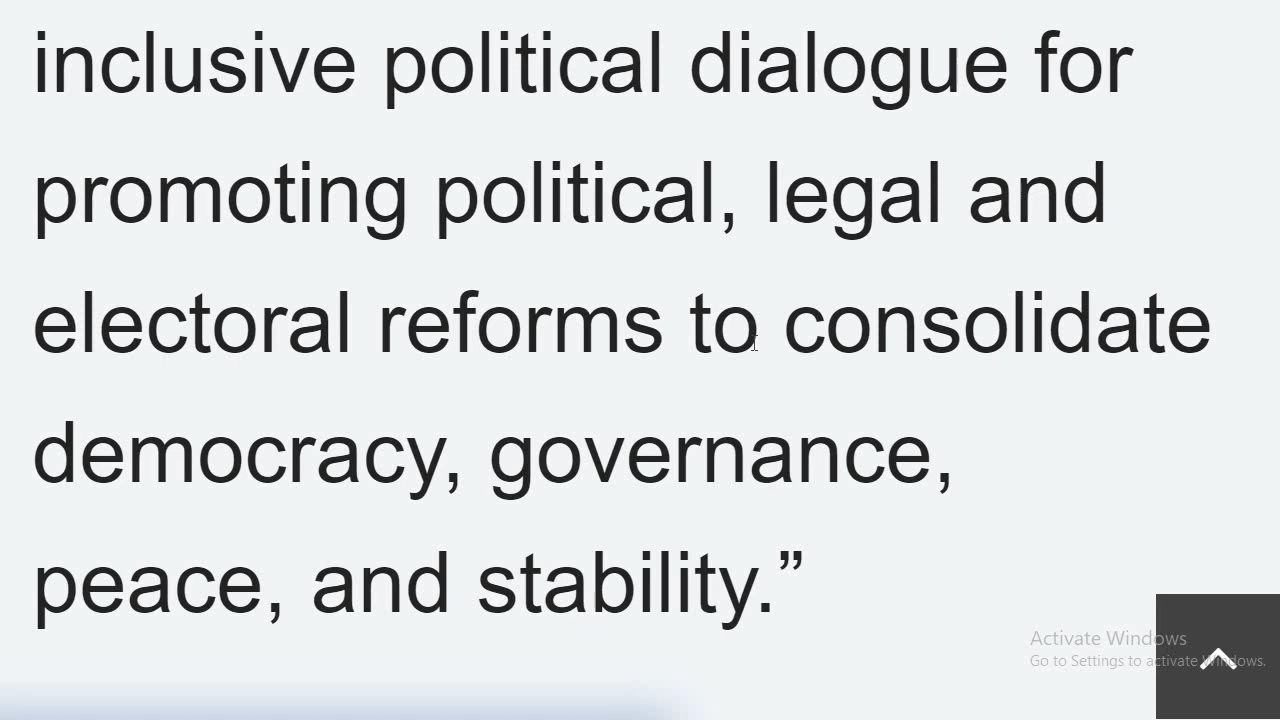 inclusive political dialogue for
promoting political, legal and
electoral reforms to consolidate
democracy, governance,
peace, and stability.”
Activate Windows
Go to Settings to activate Windows.